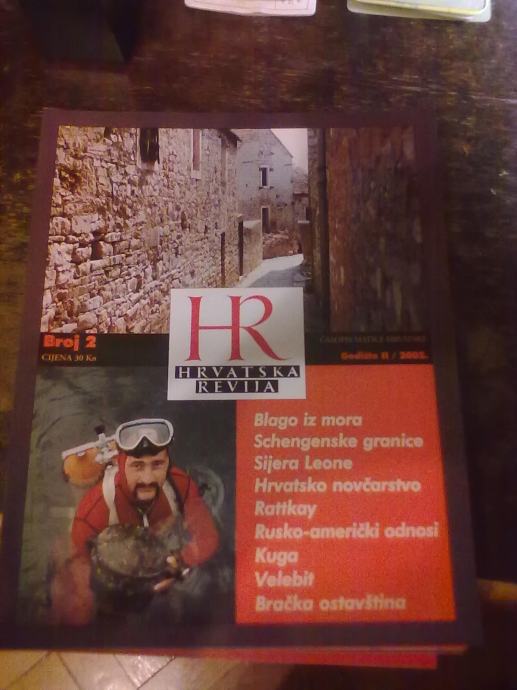 Broj 2
CIJENA 30 Kn
HR
HRVATSKA
REVIJA
ČASOPIS MATICE HRVATSKE
Godište II / 2002.
Blago iz mora
Schengenske granice
Sijera Leone
Hrvatsko novčarstvo
Rattkay
Rusko-američki odnosi
Kuga
Velebit
Bračka ostavština